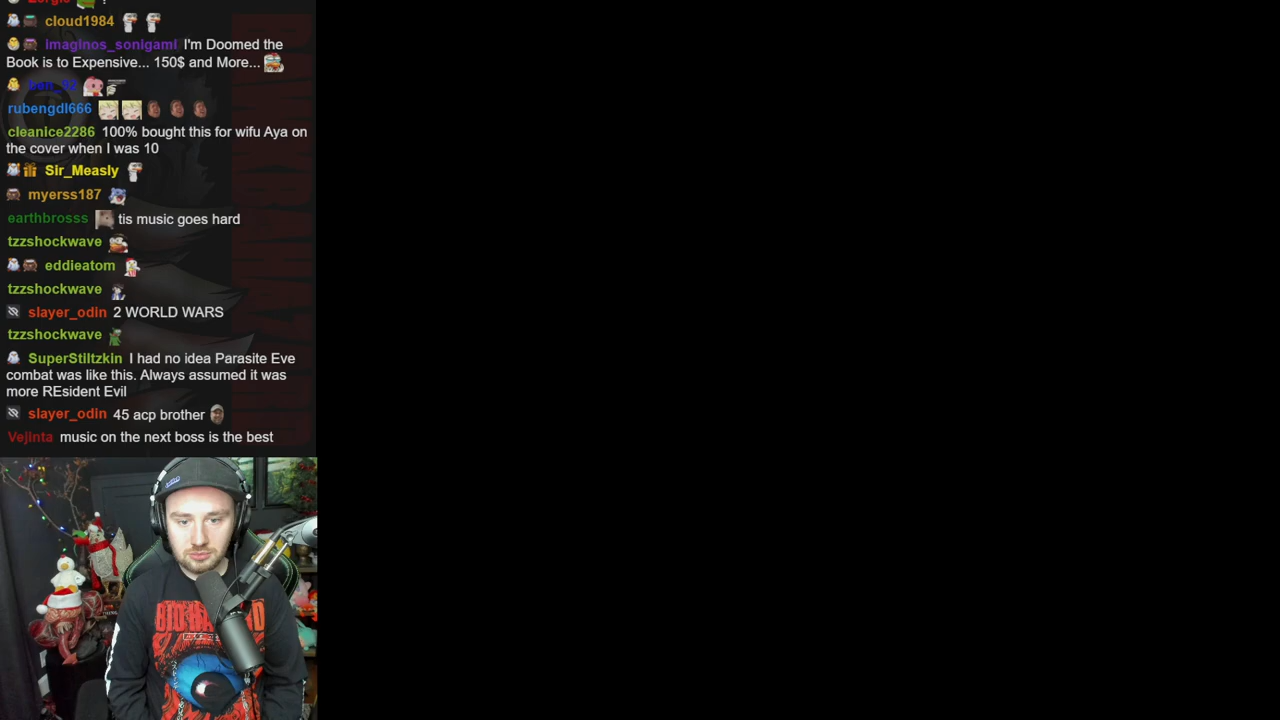 cloud1984
imaginos_sonigami I'm Doomed the
Book is to Expensive... 150$ and More...
rubengdl666
cleanice2286 100% bought this for wifu Aya on
the cover when I was 10
Sir_Measly
myerss187
earthbrosss tis music goes hard
tzzshockwave
eddieatom
tzzshockwave
slayer_odin 2 WORLD WARS
tzzshockwave
SuperStiltzkin I had no idea Parasite Eve
combat was like this. Always assumed it was
more REsident Evil
slayer_odin 45 acp brother
Vejinta music on the next boss is the best